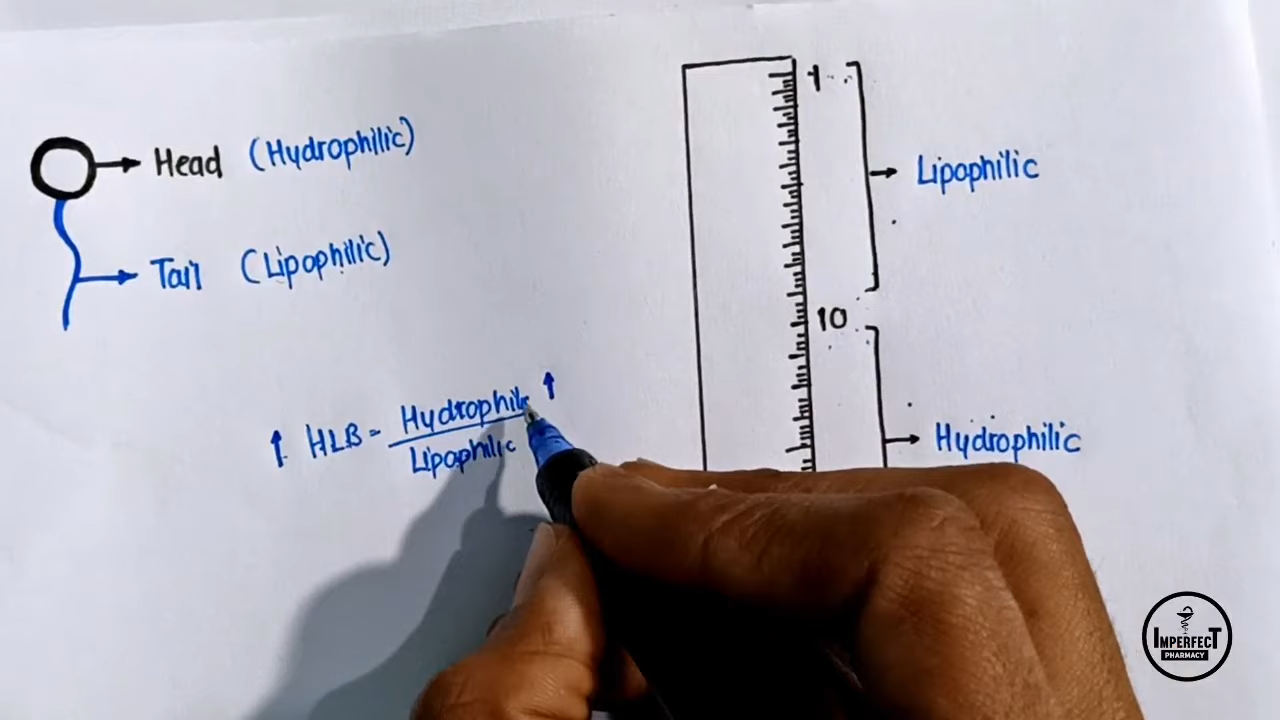 Head (Hydrophilic)
Tail (Lipophilic)
↑ HLB = Hydrophilic ↑
Lipophilic
1
Lipophilic
10
Hydrophilic
IMPERFECT
PHARMACY